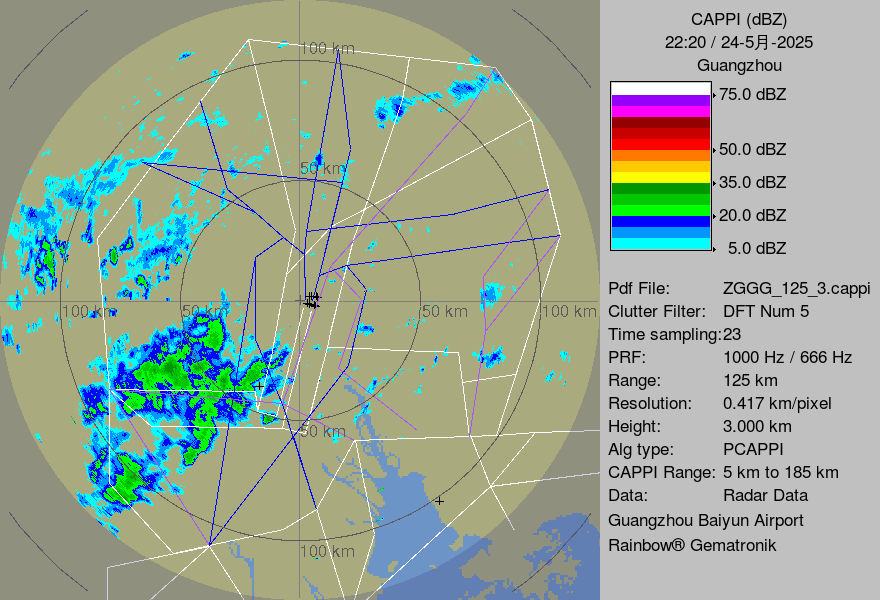 CAPPI (dBZ)
22:20 / 24-5月-2025
Guangzhou
75.0 dBZ
50.0 dBZ
35.0 dBZ
20.0 dBZ
5.0 dBZ
Pdf File: ZGGG_125_3.cappi
Clutter Filter: DFT Num 5
Time sampling:23
PRF: 1000 Hz / 666 Hz
Range: 125 km
Resolution: 0.417 km/pixel
Height: 3.000 km
Alg type: PCAPPI
CAPPI Range: 5 km to 185 km
Data: Radar Data
Guangzhou Baiyun Airport
Rainbow® Gematronik
100 km
50 km
100 km 50 km 50 km 100 km
50 km
100 km